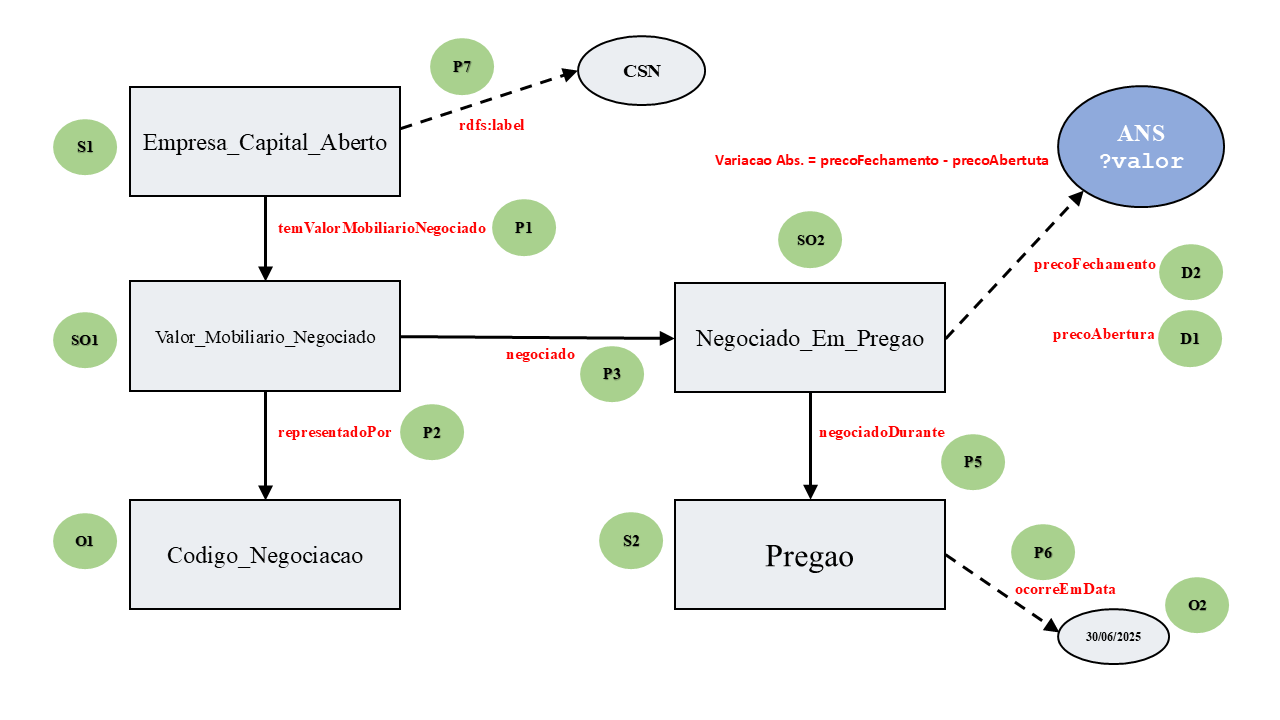 P7
CSN
rdfs:label
S1
Empresa_Capital_Aberto
ANS
?valor
Variacao Abs. = precoFechamento - precoAbertuta
temValorMobiliarioNegociado
P1
SO2
precoFechamento
D2
SO1
Valor_Mobiliario_Negociado
negociado
P3
Negociado_Em_Pregao
precoAbertura
D1
representadoPor
P2
negociadoDurante
P5
O1
Codigo_Negociacao
S2
Pregao
P6
ocorreEmData
O2
30/06/2025